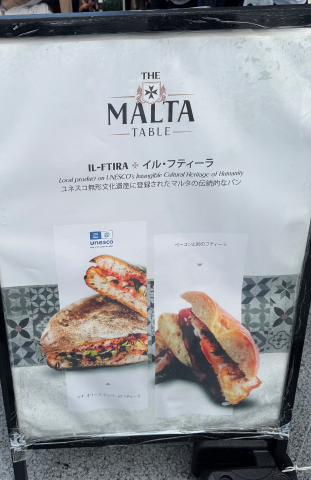 THE
MALTA
TABLE
IL-FTIRA ✠ イル・フティーラ
Local product on UNESCO's Intangible Cultural Heritage of Humanity
ユネスコ無形文化遺産に登録されたマルタの伝統的なパン
unesco